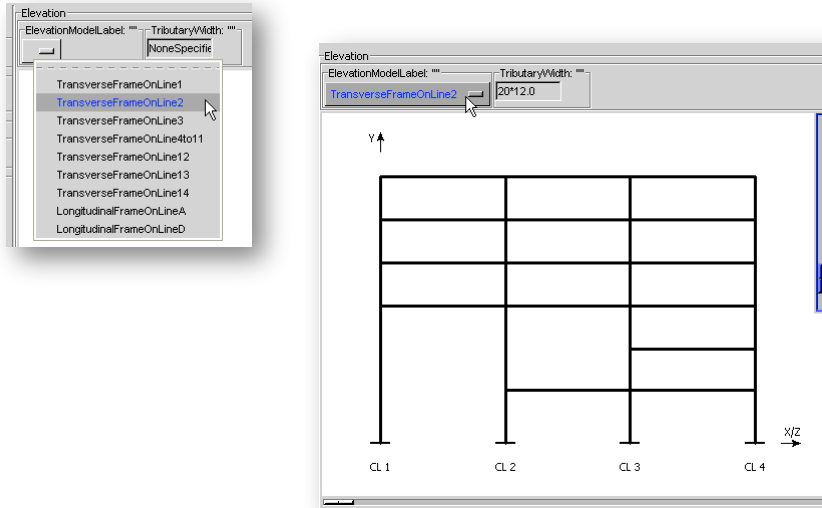 Elevation
ElevationModelLabel: "" TributaryWidth: ""
NoneSpecifie
TransverseFrameOnLine1
TransverseFrameOnLine2
TransverseFrameOnLine3
TransverseFrameOnLine4to11
TransverseFrameOnLine12
TransverseFrameOnLine13
TransverseFrameOnLine14
LongitudinalFrameOnLineA
LongitudinalFrameOnLineD
Elevation
ElevationModelLabel: "" TributaryWidth: ""
TransverseFrameOnLine2 20*12.0
Y
X/Z
CL 1 CL 2 CL 3 CL 4